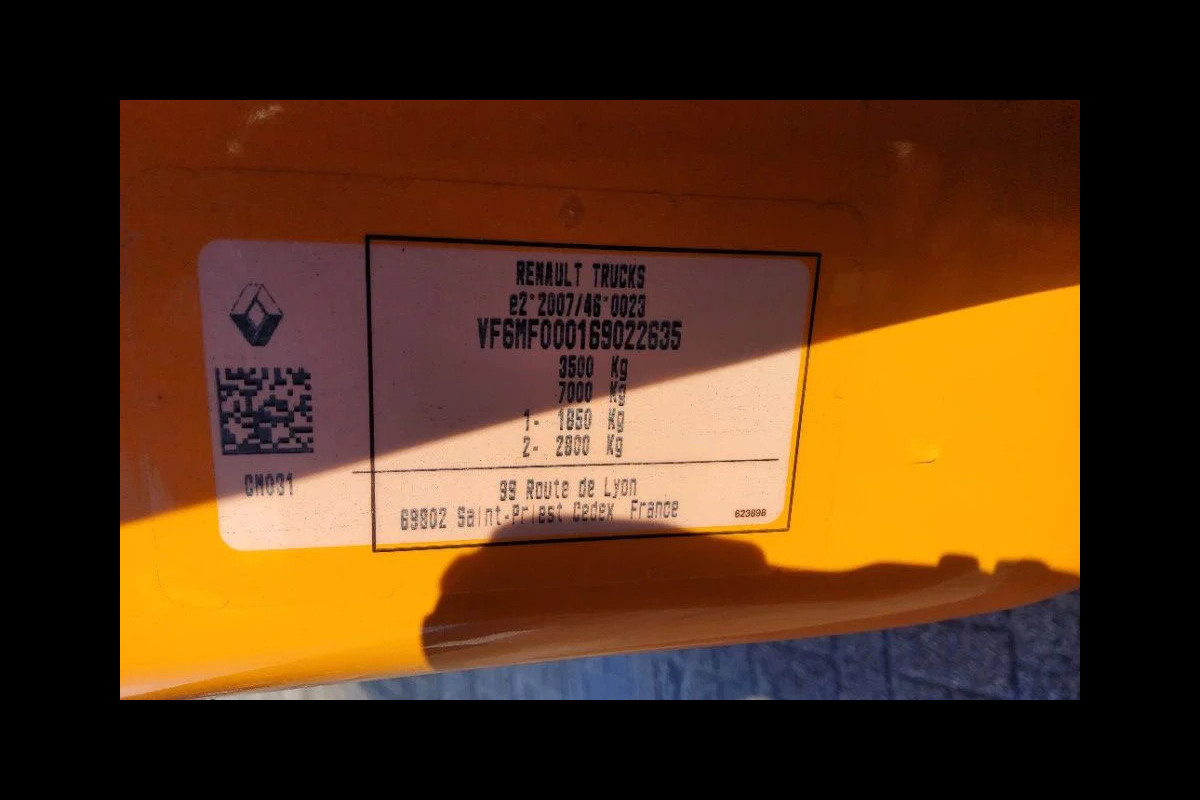 RENAULT TRUCKS
e2*2007/46*0023
VF6MF000169022635
3500 Kg
7000 Kg
1- 1850 Kg
2- 2800 Kg
GM031
99 Route de Lyon
69802 Saint-Priest Cedex France
623898